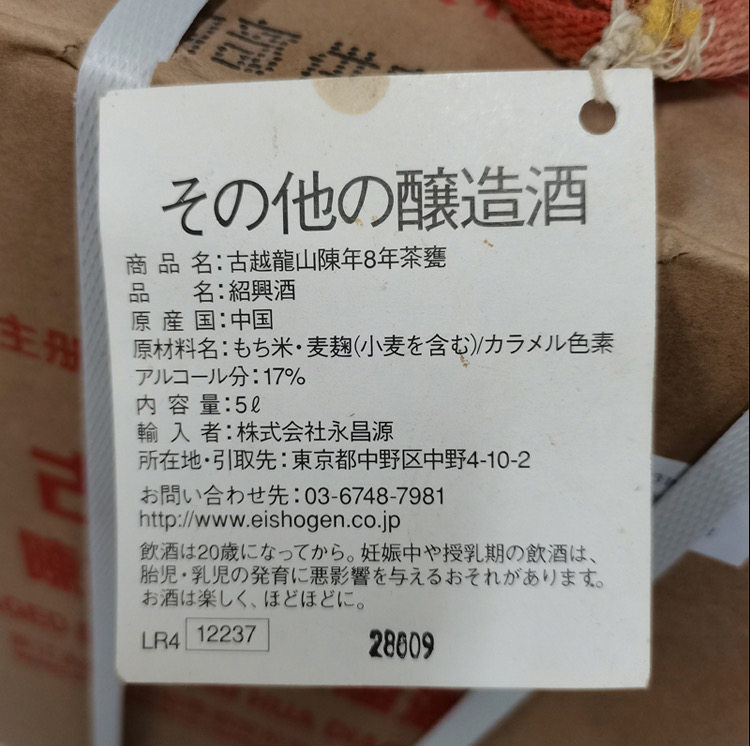 その他の醸造酒
商品名：古越龍山陳年8年茶甕
品名：紹興酒
原産国：中国
原材料名：もち米・麦麹(小麦を含む)/カラメル色素
アルコール分：17%
内容量：5ℓ
輸入者：株式会社永昌源
所在地・引取先：東京都中野区中野4-10-2
お問い合わせ先：03-6748-7981
http://www.eishogen.co.jp
飲酒は20歳になってから。妊娠中や授乳期の飲酒は、
胎児・乳児の発育に悪影響を与えるおそれがあります。
お酒は楽しく、ほどほどに。
LR4 12237
28609
主册